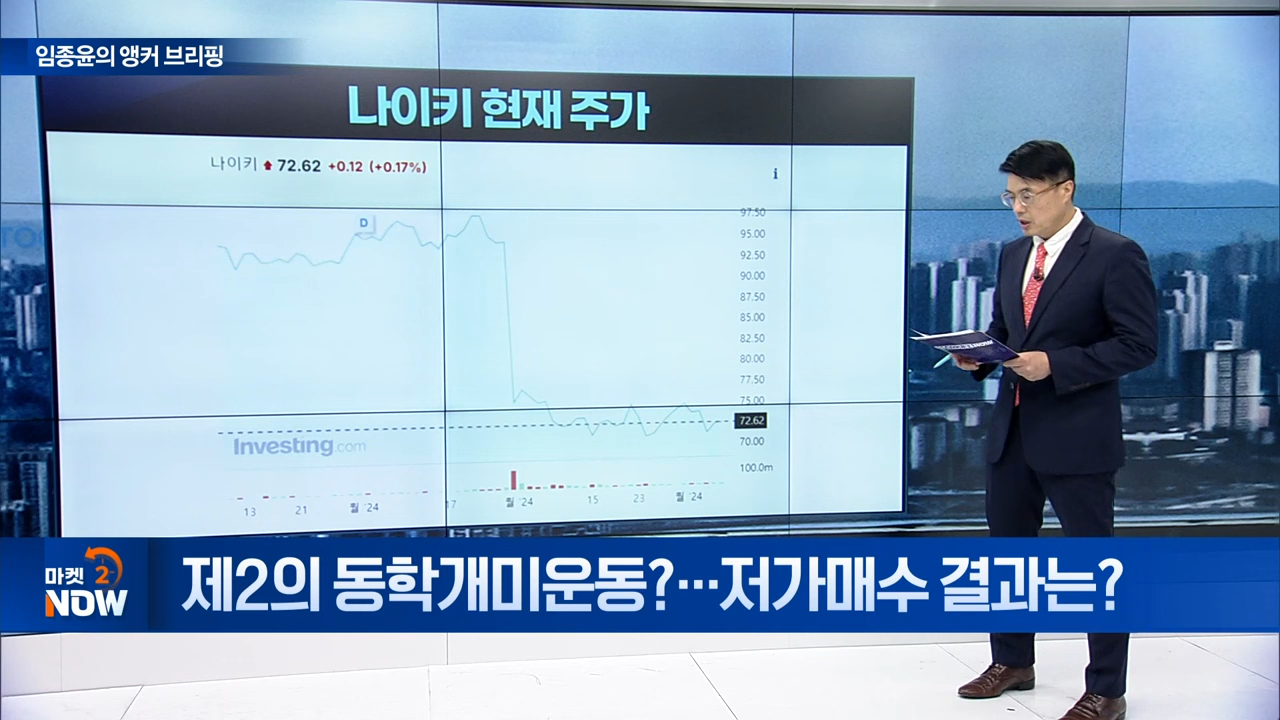 임종윤의 앵커 브리핑
나이키 현재 주가
나이키 72.62 +0.12 (+0.17%)
i
D
97.50
95.00
92.50
90.00
87.50
85.00
82.50
80.00
77.50
75.00
72.62
70.00
Investing.com
100.0m
13 21 월 '24 17 월 '24 15 23 월 '24
마켓 2
NOW
제2의 동학개미운동?…저가매수 결과는?